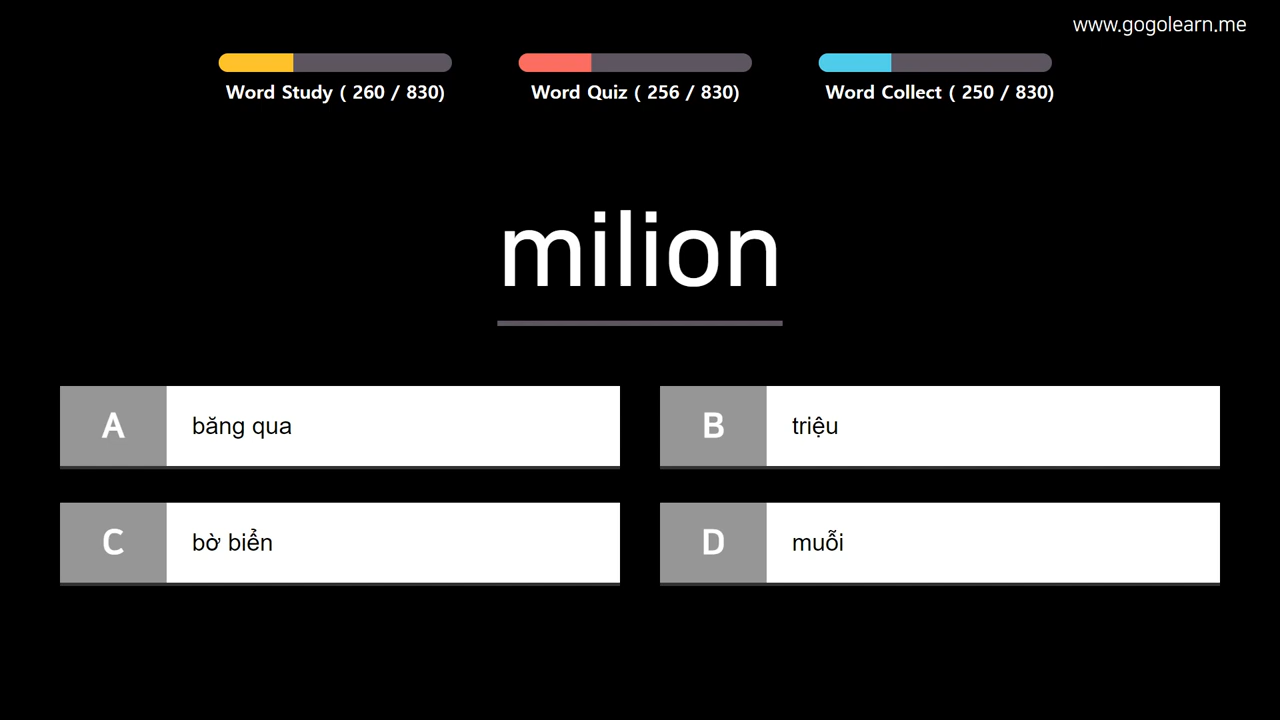 www.gogolearn.me
Word Study ( 260 / 830)
Word Quiz ( 256 / 830)
Word Collect ( 250 / 830)
milion
A băng qua
B triệu
C bờ biển
D muỗi